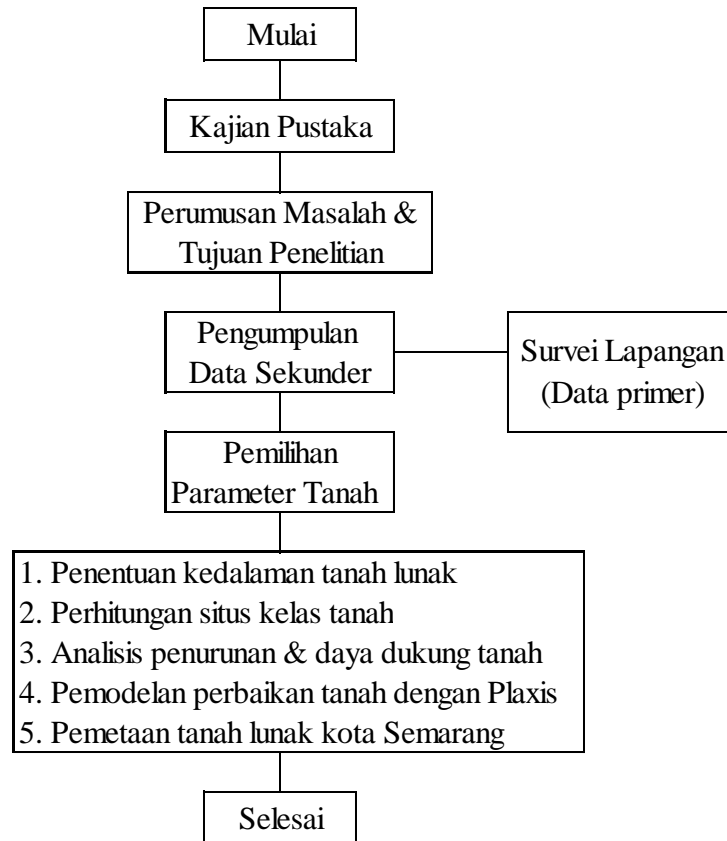 Mulai
Kajian Pustaka
Perumusan Masalah &
Tujuan Penelitian
Pengumpulan
Data Sekunder
Survei Lapangan
(Data primer)
Pemilihan
Parameter Tanah
1. Penentuan kedalaman tanah lunak
2. Perhitungan situs kelas tanah
3. Analisis penurunan & daya dukung tanah
4. Pemodelan perbaikan tanah dengan Plaxis
5. Pemetaan tanah lunak kota Semarang
Selesai